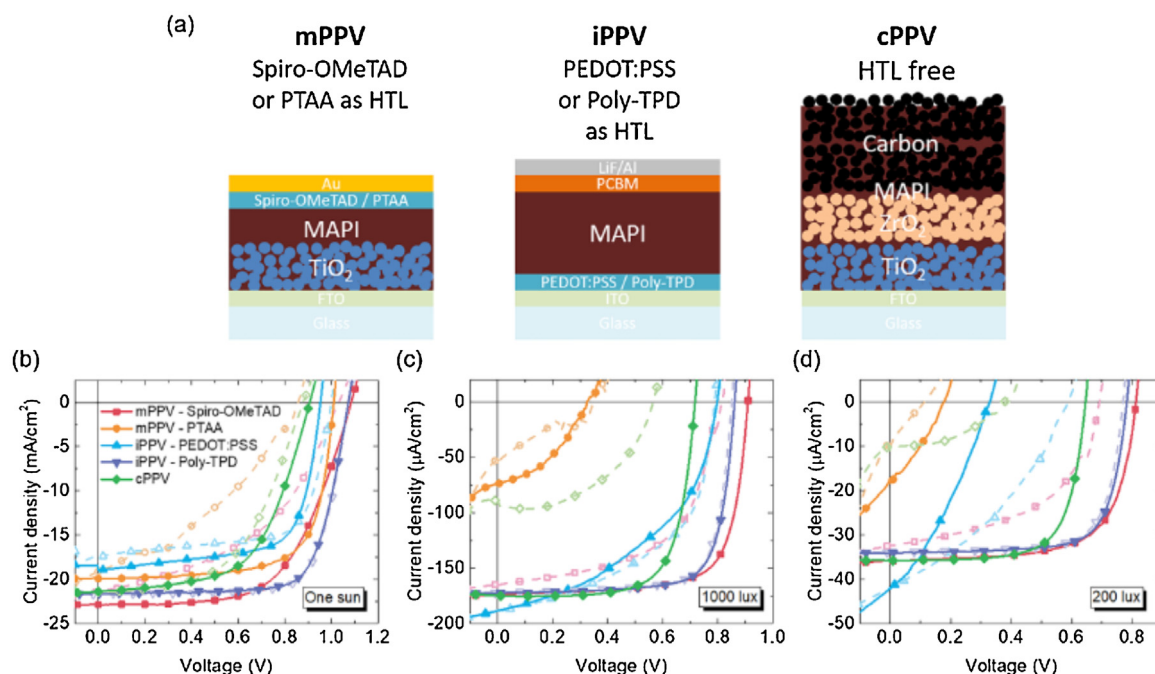 (a)
mPPV
Spiro-OMeTAD
or PTAA as HTL
iPPV
PEDOT:PSS
or Poly-TPD
as HTL
cPPV
HTL free
Au
Spiro-OMeTAD / PTAA
MAPI
TiO₂
FTO
Glass
LiF/Al
PCBM
MAPI
PEDOT:PSS / Poly-TPD
ITO
Glass
Carbon
MAPI
ZrO₂
TiO₂
FTO
Glass
(b)
Current density (mA/cm²)
0
-5
-10
-15
-20
-25
mPPV - Spiro-OMeTAD
mPPV - PTAA
iPPV - PEDOT:PSS
iPPV - Poly-TPD
cPPV
One sun
0.0 0.2 0.4 0.6 0.8 1.0 1.2
Voltage (V)
(c)
Current density (μA/cm²)
0
-50
-100
-150
-200
1000 lux
0.0 0.2 0.4 0.6 0.8 1.0
Voltage (V)
(d)
Current density (μA/cm²)
0
-10
-20
-30
-40
-50
200 lux
0.0 0.2 0.4 0.6 0.8
Voltage (V)